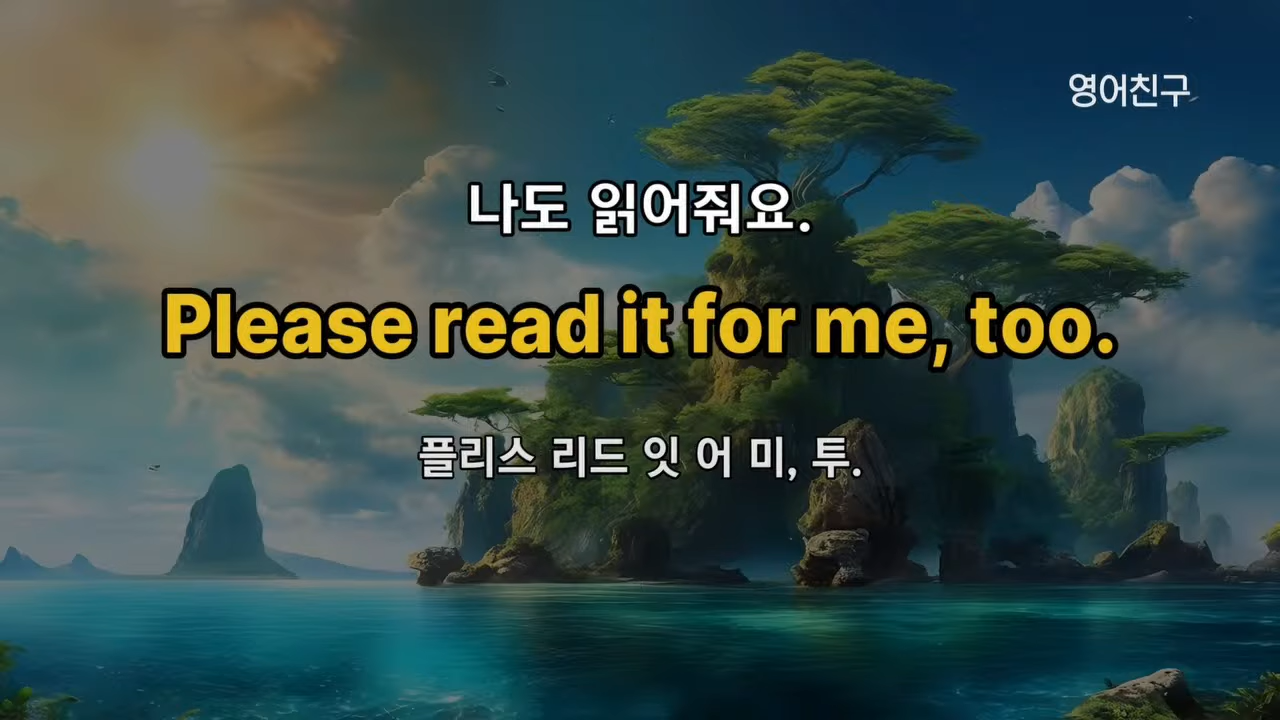 영어친구
나도 읽어줘요.
Please read it for me, too.
플리스 리드 잇 어 미, 투.